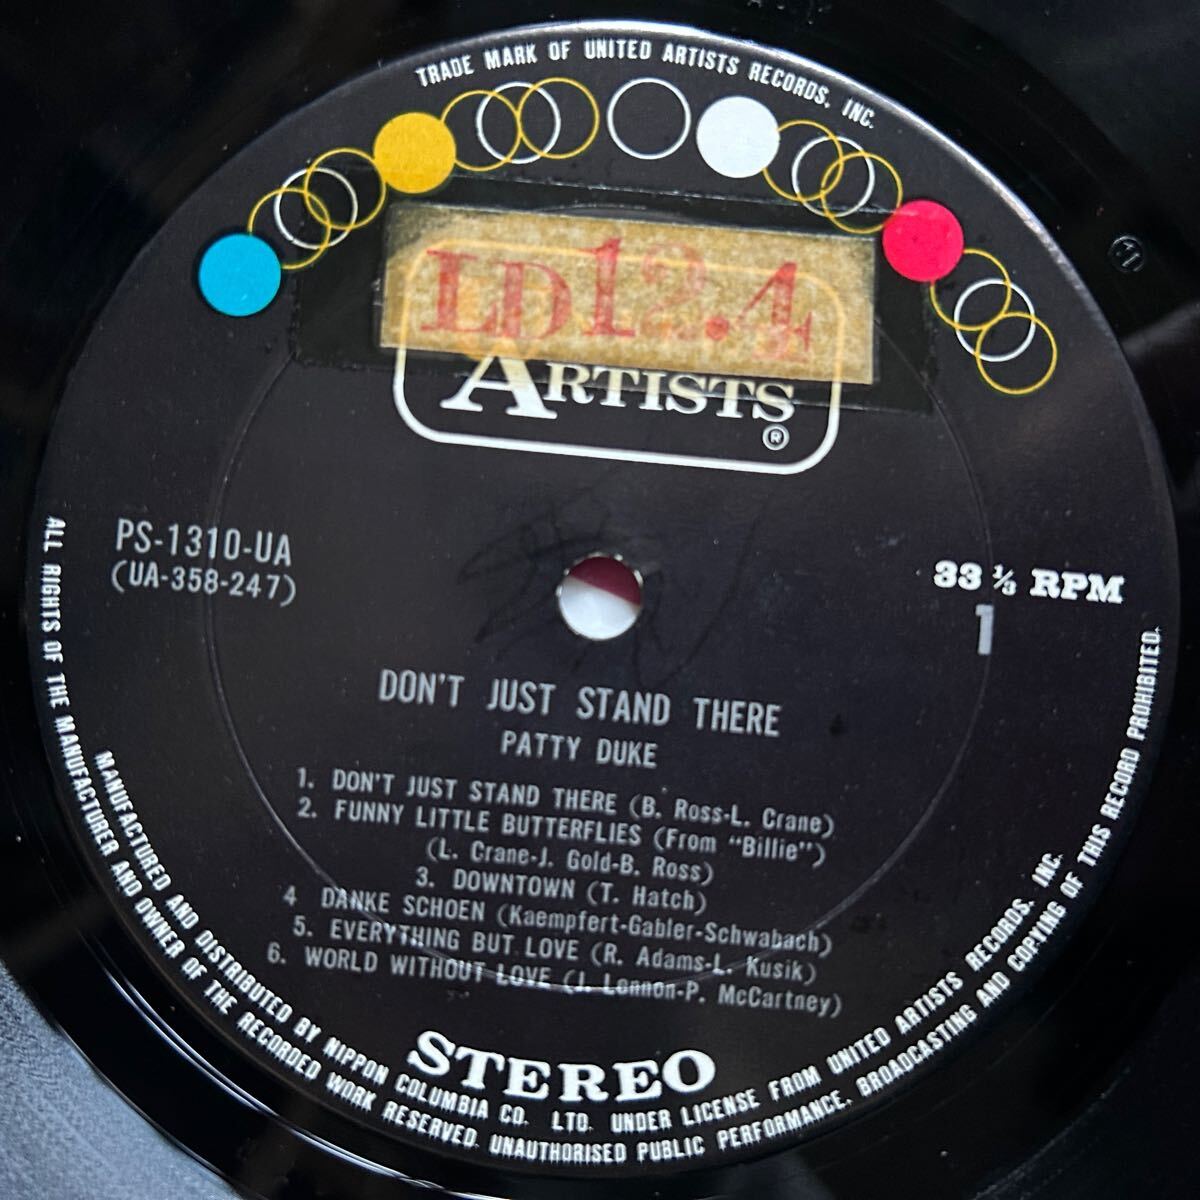 TRADE MARK OF UNITED ARTISTS RECORDS, INC.
LD12.4
ARTISTS
®
PS-1310-UA
(UA-358-247)
33 ⅓ RPM
1
DON'T JUST STAND THERE
PATTY DUKE
1. DON'T JUST STAND THERE (B. Ross-L. Crane)
2. FUNNY LITTLE BUTTERFLIES (From "Billie")
(L. Crane-J. Gold-B. Ross)
3. DOWNTOWN (T. Hatch)
4 DANKE SCHOEN (Kaempfert-Gabler-Schwabach)
5. EVERYTHING BUT LOVE (R. Adams-L. Kusik)
6. WORLD WITHOUT LOVE (J. Lennon-P. McCartney)
STEREO
MANUFACTURED AND DISTRIBUTED BY NIPPON COLUMBIA CO. LTD. UNDER LICENSE FROM UNITED ARTISTS RECORDS, INC.
ALL RIGHTS OF THE MANUFACTURER AND OWNER OF THE RECORDED WORK RESERVED. UNAUTHORISED PUBLIC PERFORMANCE, BROADCASTING AND COPYING OF THIS RECORD PROHIBITED.